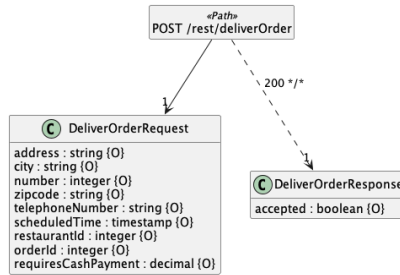 «Path»
POST /rest/deliverOrder
200 */*
1
1
C DeliverOrderRequest
address : string {O}
city : string {O}
number : integer {O}
zipcode : string {O}
telephoneNumber : string {O}
scheduledTime : timestamp {O}
restaurantId : integer {O}
orderId : integer {O}
requiresCashPayment : decimal {O}
C DeliverOrderResponse
accepted : boolean {O}